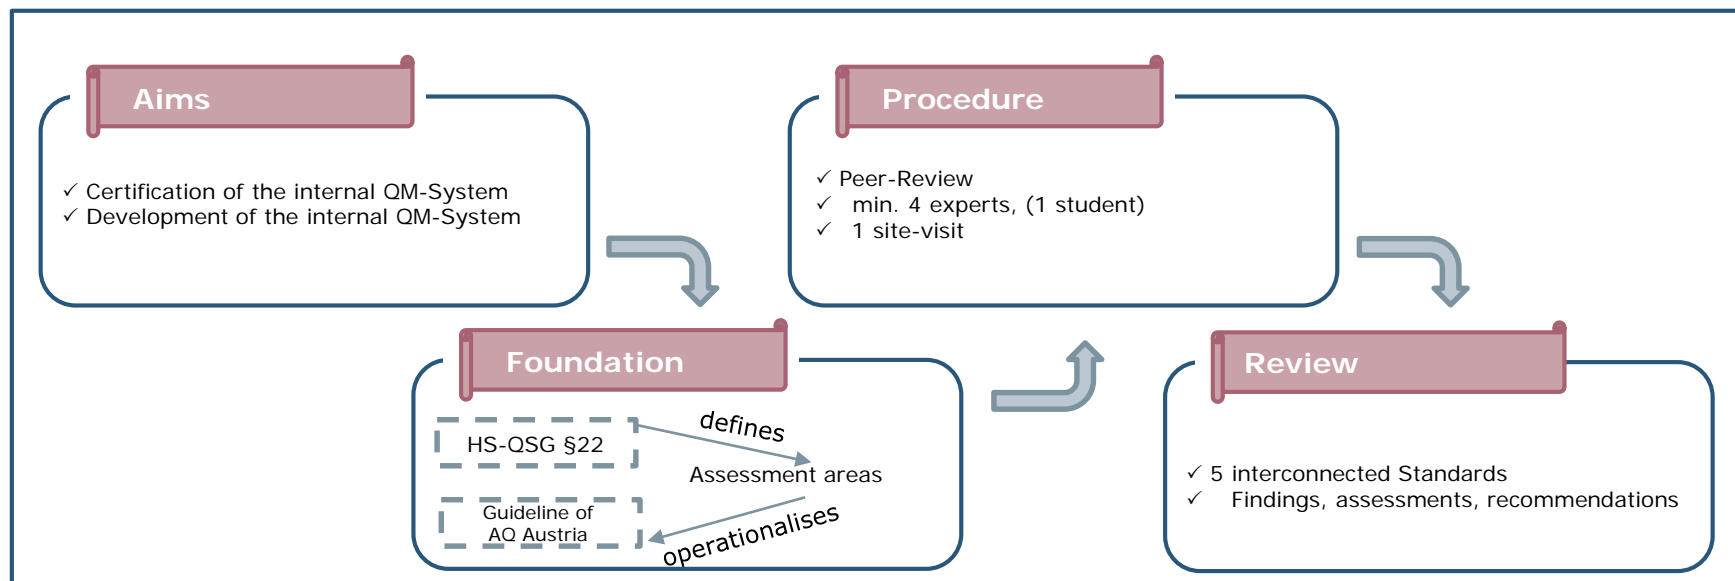 Aims
✓ Certification of the internal QM-System
✓ Development of the internal QM-System
Foundation
HS-QSG §22
defines
Assessment areas
Guideline of
AQ Austria
operationalises
Procedure
✓ Peer-Review
✓ min. 4 experts, (1 student)
✓ 1 site-visit
Review
✓ 5 interconnected Standards
✓ Findings, assessments, recommendations